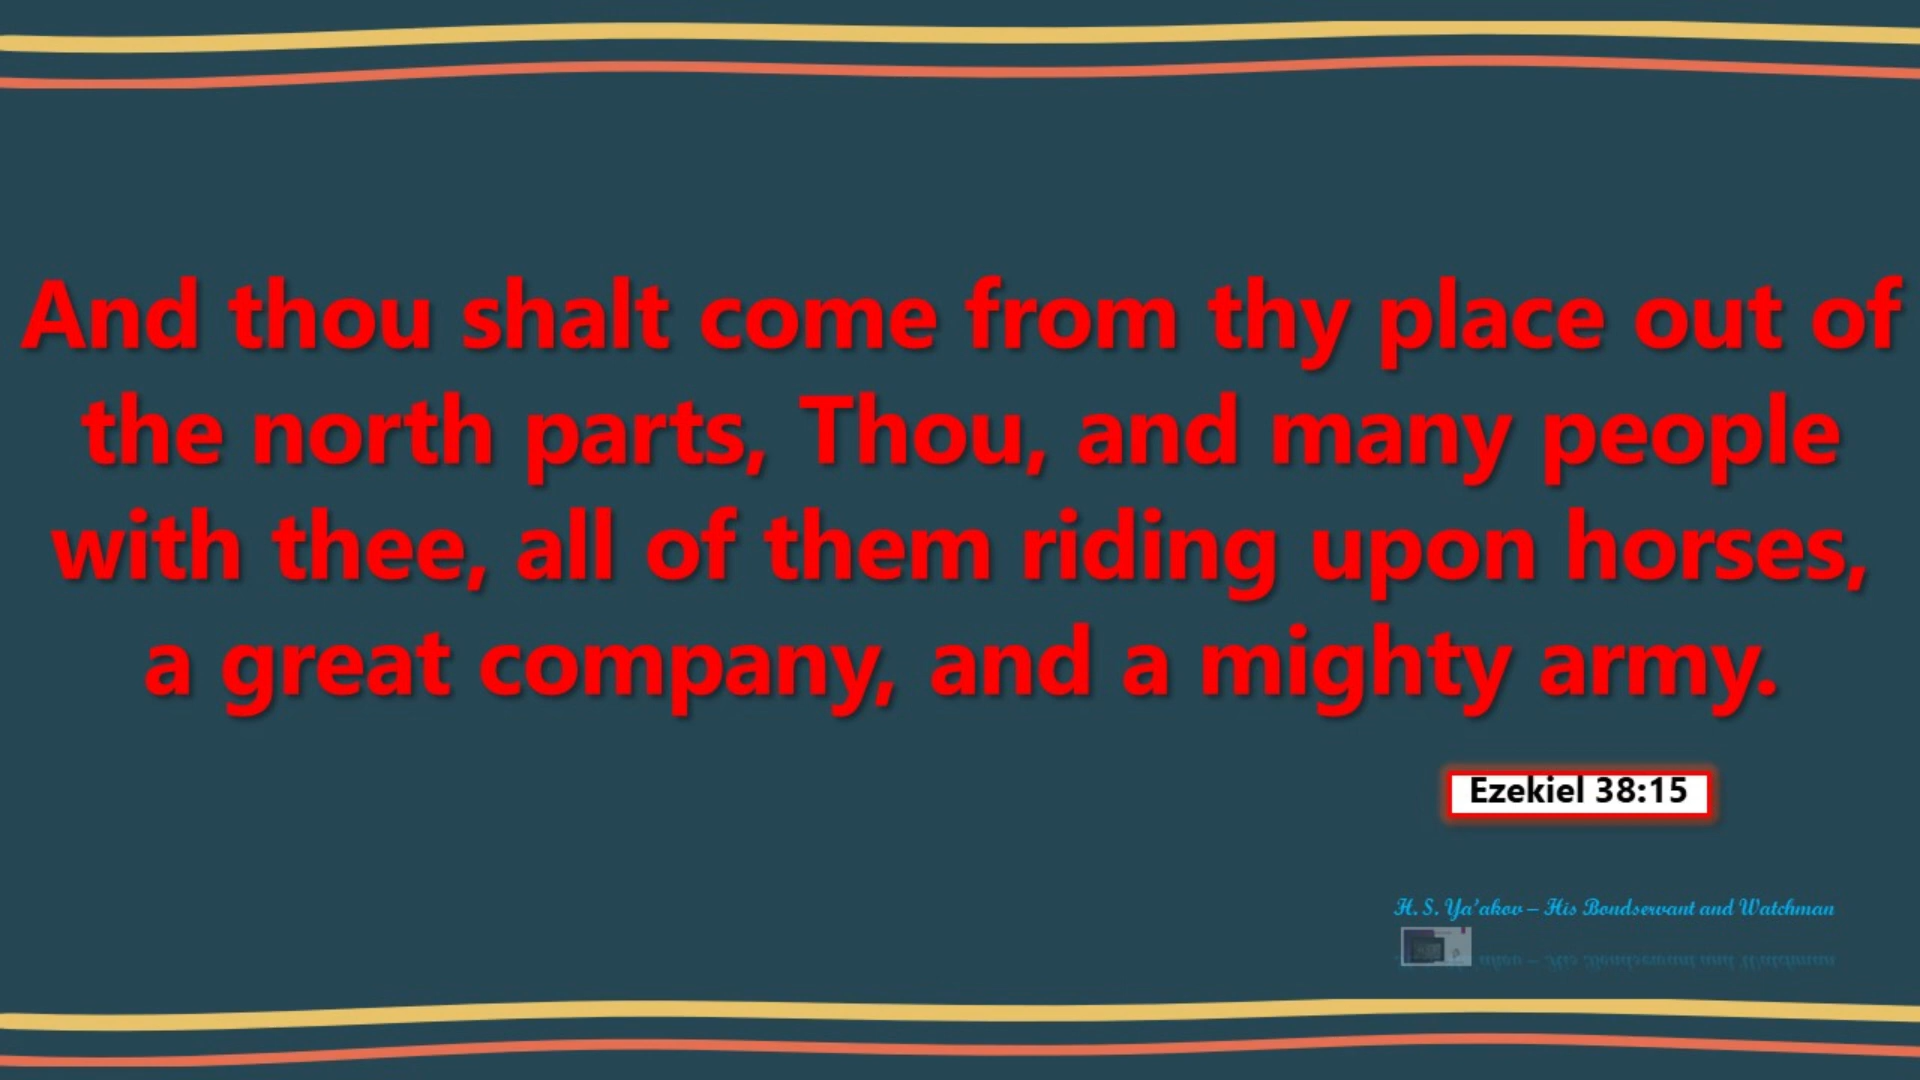 And thou shalt come from thy place out of
the north parts, Thou, and many people
with thee, all of them riding upon horses,
a great company, and a mighty army.
Ezekiel 38:15
H. S. Ya'akov – His Bondservant and Watchman